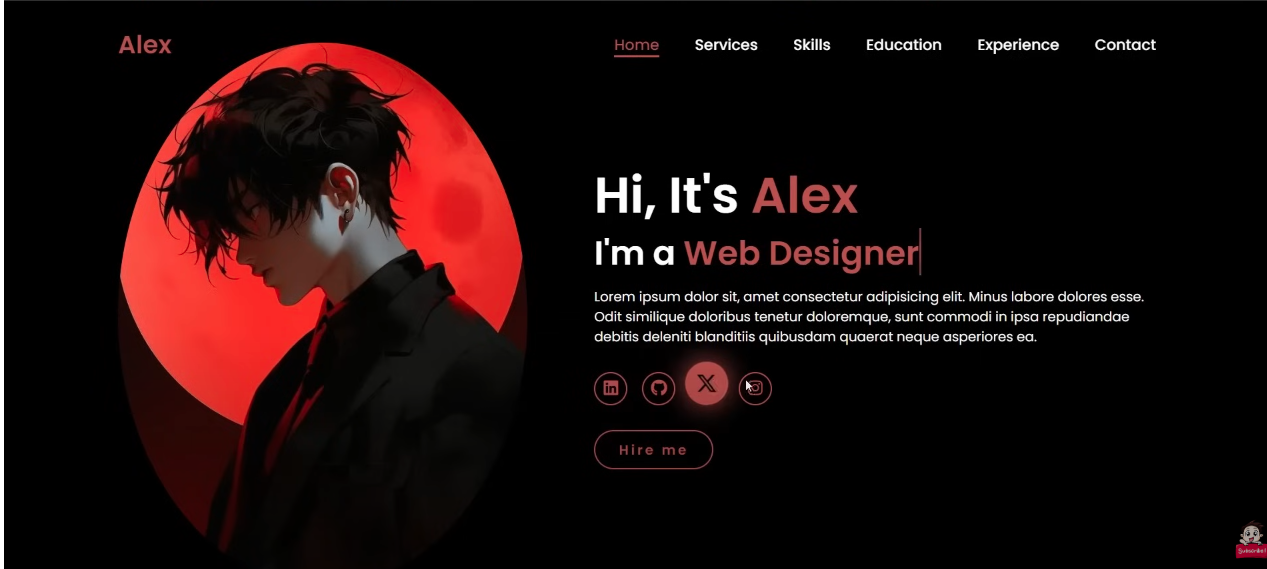 Alex
Home Services Skills Education Experience Contact
Hi, It's Alex
I'm a Web Designer
Lorem ipsum dolor sit, amet consectetur adipisicing elit. Minus labore dolores esse.
Odit similique doloribus tenetur doloremque, sunt commodi in ipsa repudiandae
debitis deleniti blanditiis quibusdam quaerat neque asperiores ea.
in
X
Hire me
Subscribe